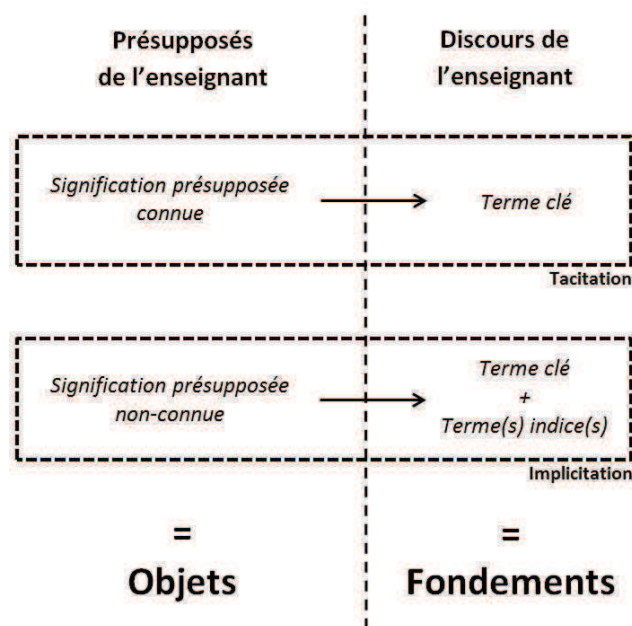 Présupposés
de l’enseignant
Discours de
l’enseignant
Signification présupposée
connue
Terme clé
Tacitation
Signification présupposée
non-connue
Terme clé
+
Terme(s) indice(s)
Implicitation
=
Objets
=
Fondements